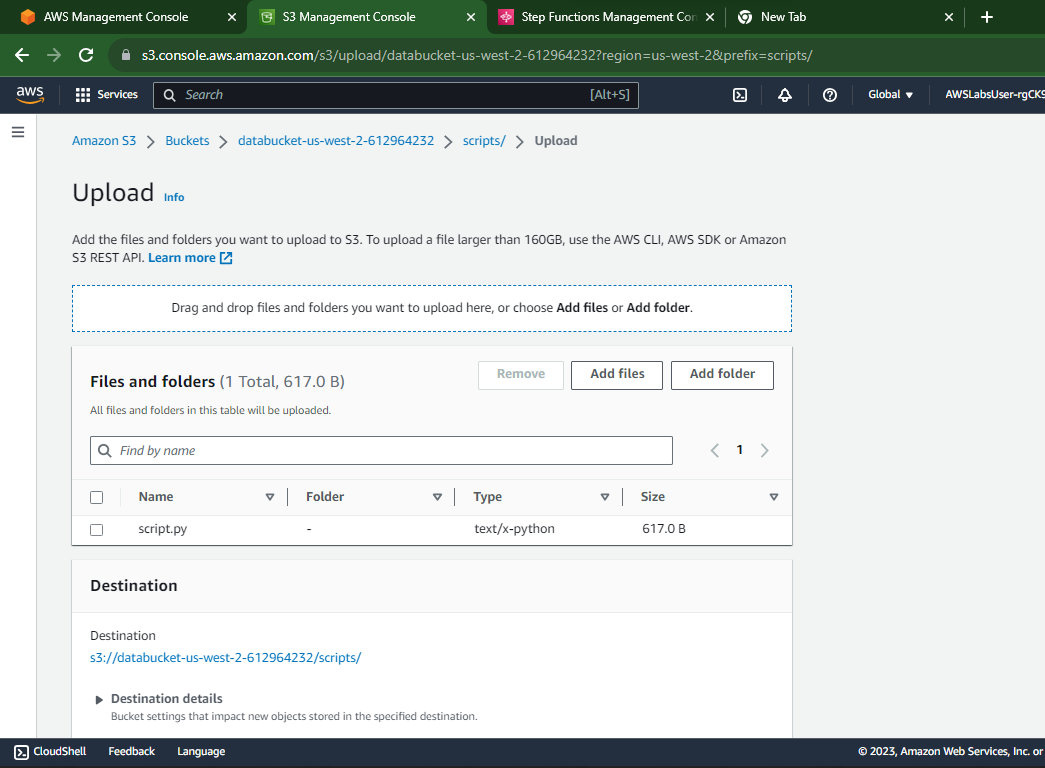 AWS Management Console
S3 Management Console
Step Functions Management Con
New Tab
s3.console.aws.amazon.com/s3/upload/databucket-us-west-2-612964232?region=us-west-2&prefix=scripts/
aws
Services
Search
[Alt+S]
Global
AWSLabsUser-rgCK9
Amazon S3 > Buckets > databucket-us-west-2-612964232 > scripts/ > Upload
Upload Info
Add the files and folders you want to upload to S3. To upload a file larger than 160GB, use the AWS CLI, AWS SDK or Amazon
S3 REST API. Learn more
Drag and drop files and folders you want to upload here, or choose Add files or Add folder.
Files and folders (1 Total, 617.0 B)
Remove
Add files
Add folder
All files and folders in this table will be uploaded.
Find by name
1
Name Folder Type Size
script.py - text/x-python 617.0 B
Destination
Destination
s3://databucket-us-west-2-612964232/scripts/
Destination details
Bucket settings that impact new objects stored in the specified destination.
CloudShell Feedback Language © 2023, Amazon Web Services, Inc. or